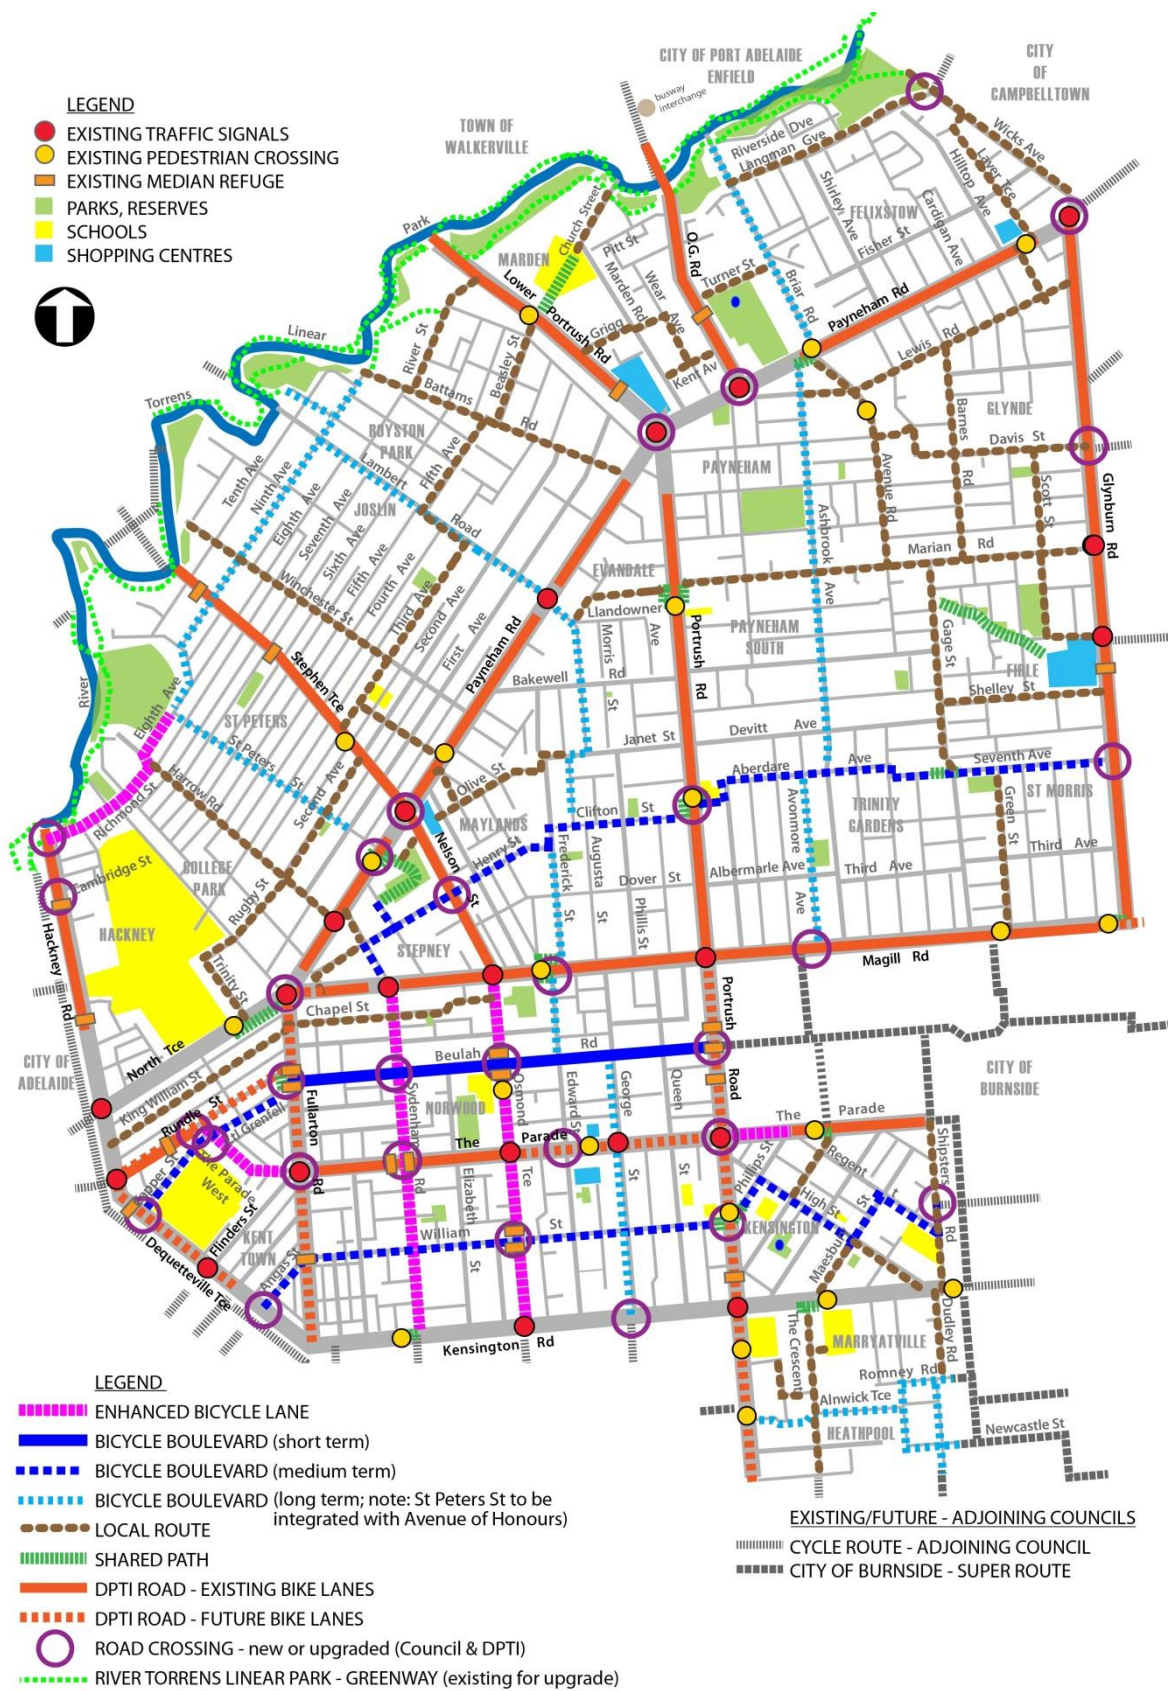 LEGEND
EXISTING TRAFFIC SIGNALS
EXISTING PEDESTRIAN CROSSING
EXISTING MEDIAN REFUGE
PARKS, RESERVES
SCHOOLS
SHOPPING CENTRES
CITY OF PORT ADELAIDE
ENFIELD
CITY
OF
CAMPBELLTOWN
busway
interchange
TOWN OF
WALKERVILLE
Riverside Dve
Langman Gve
Wicks Ave
Laver Tce
Hilltop Ave
Cardigan Ave
Shirley Ave
FELIXSTOW
Fisher St
Church Street
Park
Pitt St
MARDEN
Lower
Portrush Rd
Marden Rd
Wear Ave
O.G. Rd
Turner St
Briar Rd
Payneham Rd
Grigg
Kent Av
Lewis Rd
Linear
River St
Beasley St
Battams Rd
Torrens
ROYSTON
PARK
GLYNDE
Barnes Rd
Davis St
PAYNEHAM
Avenue Rd
Scott St
Glynburn Rd
Tenth Ave
Ninth Ave
Eighth Ave
Seventh Ave
Sixth Ave
Fifth Ave
Fourth Ave
Third Ave
Second Ave
First Ave
Fifth Ave
Lambert Road
JOSLIN
Winchester St
Ashbrook Ave
Marian Rd
EVANDALE
Llandower
Ave
Morris
St
Portrush Rd
PAYNEHAM
SOUTH
Gage St
FIRLE
Shelley St
Payneham Rd
Stephen Tce
Bakewell Rd
River
Eighth Ave
ST PETERS
St Peters St
Janet St
Devitt Ave
Aberdare Ave
Seventh Ave
Olive St
Harrow Rd
Second Ave
Richmond St
Clifton St
MAYLANDS
Nelson St
Henry St
Avonmore Ave
TRINITY
GARDENS
Green St
ST MORRIS
Cambridge St
COLLEGE
PARK
Rugby St
Frederick St
Augusta St
Dover St
Phillis St
Albermarle Ave
Third Ave
Third Ave
HACKNEY
Hackney Rd
STEPNEY
Trinity St
Magill Rd
Chapel St
Portrush Road
North Tce
CITY OF
ADELAIDE
King William St
Beulah Rd
CITY OF
BURNSIDE
Rundle St
Lt Grenfell
Fullarton Rd
Sydenham Rd
NORWOOD
Osmond Tce
Edward St
George St
Queen St
The Parade
The Parade
Capper St
The Parade
West
Flinders St
KENT
TOWN
Angas St
Dequetteville Tce
Elizabeth St
William St
Phillips St
Regent St
High St
KENSINGTON
Maesbury St
Shipsters Rd
Kensington Rd
The Crescent
MARRYATVILLE
Dudley Rd
Romney Rd
Alnwick Tce
HEATHPOOL
Newcastle St
LEGEND
ENHANCED BICYCLE LANE
BICYCLE BOULEVARD (short term)
BICYCLE BOULEVARD (medium term)
BICYCLE BOULEVARD (long term; note: St Peters St to be
integrated with Avenue of Honours)
LOCAL ROUTE
SHARED PATH
DPTI ROAD - EXISTING BIKE LANES
DPTI ROAD - FUTURE BIKE LANES
ROAD CROSSING - new or upgraded (Council & DPTI)
RIVER TORRENS LINEAR PARK - GREENWAY (existing for upgrade)
EXISTING/FUTURE - ADJOINING COUNCILS
CYCLE ROUTE - ADJOINING COUNCIL
CITY OF BURNSIDE - SUPER ROUTE